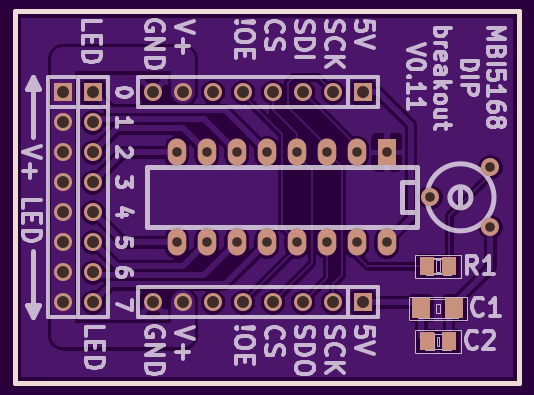 LED
GND
V+
!OE
CS
SDI
SCK
5V
MBI5168
DIP
breakout
V0.11
0
1
2
3
4
5
6
7
V+ LED
R1
C1
C2
LED
GND
V+
!OE
CS
SDO
SCK
5V